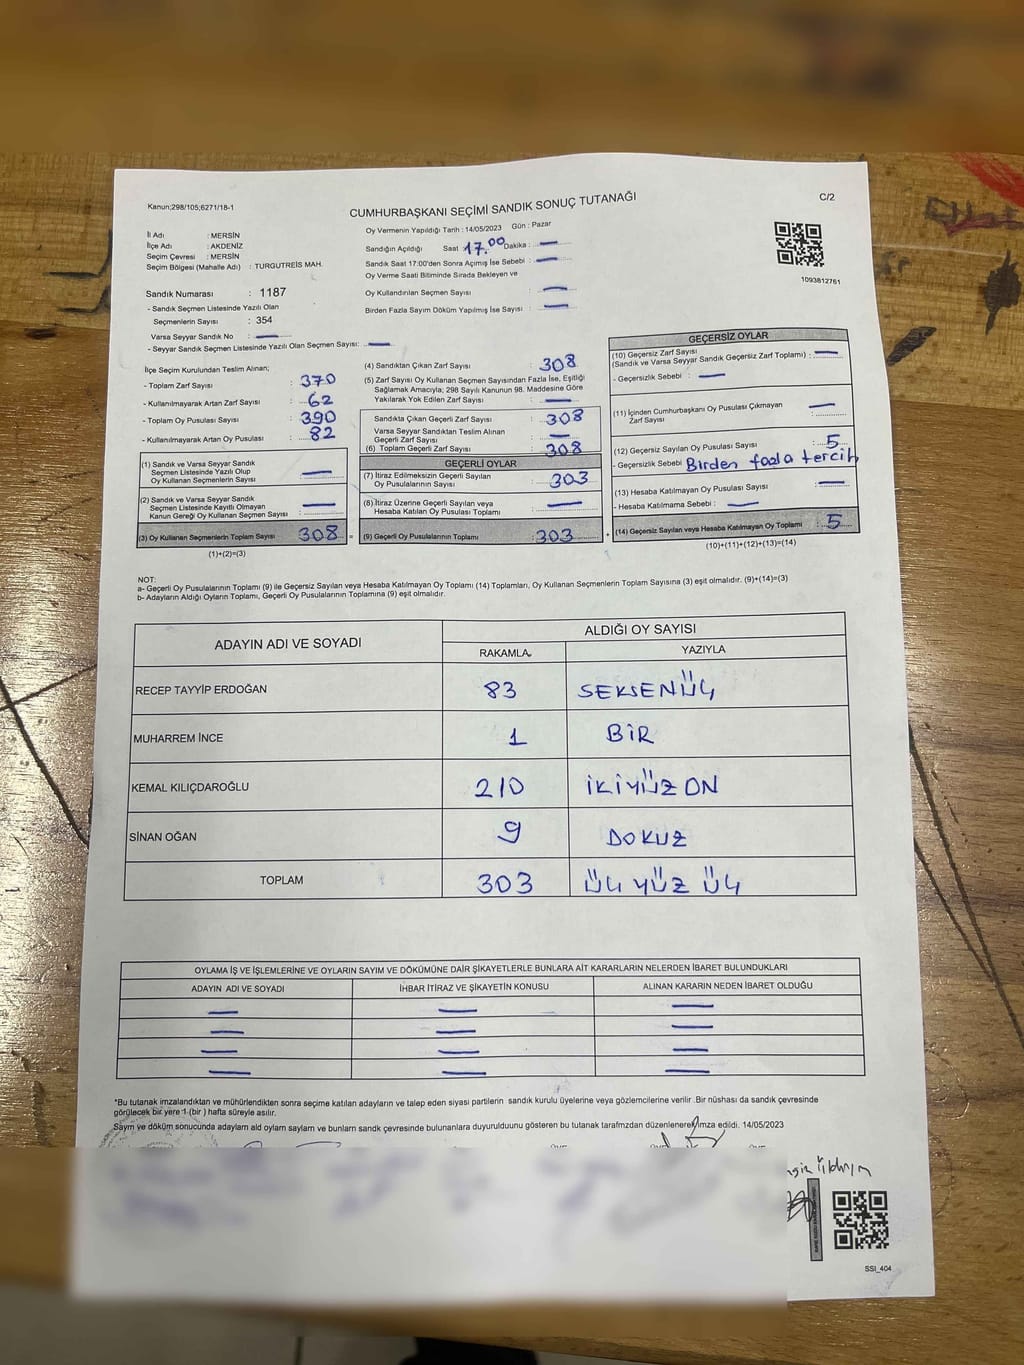 Kanun;298/105;6271/18-1
CUMHURBAŞKANI SEÇİMİ SANDIK SONUÇ TUTANAĞI
C/2
İl Adı : MERSİN
İlçe Adı : AKDENİZ
Seçim Çevresi : MERSİN
Seçim Bölgesi (Mahalle Adı) : TURGUTREİS MAH.
Oy Vermenin Yapıldığı Tarih : 14/05/2023 Gün : Pazar
Sandığın Açıldığı Saat 17.00 Dakika : —
Sandık Saat 17:00'den Sonra Açımış İse Sebebi : —
Oy Verme Saati Bitiminde Sırada Bekleyen ve
Oy Kullandırılan Seçmen Sayısı : —
Birden Fazla Sayım Döküm Yapılmış İse Sayısı : —
1093812761
Sandık Numarası : 1187
- Sandık Seçmen Listesinde Yazılı Olan
Seçmenlerin Sayısı : 354
Varsa Seyyar Sandık No : —
- Seyyar Sandık Seçmen Listesinde Yazılı Olan Seçmen Sayısı: —
İlçe Seçim Kurulundan Teslim Alınan;
- Toplam Zarf Sayısı : 370
- Kullanılmayarak Artan Zarf Sayısı : 62
- Toplam Oy Pusulası Sayısı : 390
- Kullanılmayarak Artan Oy Pusulası : 82
(1) Sandık ve Varsa Seyyar Sandık
Seçmen Listesinde Yazılı Olup
Oy Kullanan Seçmenlerin Sayısı : —
(2) Sandık ve Varsa Seyyar Sandık
Seçmen Listesinde Kayıtlı Olmayan
Kanun Gereği Oy Kullanan Seçmen Sayısı : —
(3) Oy Kullanan Seçmenlerin Toplam Sayısı 308 =
(1)+(2)=(3)
(4) Sandıktan Çıkan Zarf Sayısı : 308
(5) Zarf Sayısı Oy Kullanan Seçmen Sayısından Fazla İse, Eşitliği
Sağlamak Amacıyla; 298 Sayılı Kanunun 98. Maddesine Göre
Yakılarak Yok Edilen Zarf Sayısı : —
Sandıkta Çıkan Geçerli Zarf Sayısı : 308
Varsa Seyyar Sandıktan Teslim Alınan
Geçerli Zarf Sayısı : —
(6) Toplam Geçerli Zarf Sayısı : 308
GEÇERLİ OYLAR
(7) İtiraz Edilmeksizin Geçerli Sayılan
Oy Pusulalarının Sayısı : 303
(8) İtiraz Üzerine Geçerli Sayılan veya
Hesaba Katılan Oy Pusulası Toplamı : —
(9) Geçerli Oy Pusulalarının Toplamı : 303 +
GEÇERSİZ OYLAR
(10) Geçersiz Zarf Sayısı
(Sandık ve Varsa Seyyar Sandık Geçersiz Zarf Toplamı) : —
- Geçersizlik Sebebi : —
(11) İçinden Cumhurbaşkanı Oy Pusulası Çıkmayan
Zarf Sayısı : —
(12) Geçersiz Sayılan Oy Pusulası Sayısı : 5
- Geçersizlik Sebebi Birden fazla tercih
(13) Hesaba Katılmayan Oy Pusulası Sayısı : —
- Hesaba Katılmama Sebebi : —
(14) Geçersiz Sayılan veya Hesaba Katılmayan Oy Toplamı : 5
(10)+(11)+(12)+(13)=(14)
NOT:
a- Geçerli Oy Pusulalarının Toplamı (9) ile Geçersiz Sayılan veya Hesaba Katılmayan Oy Toplamı (14) Toplamları, Oy Kullanan Seçmenlerin Toplam Sayısına (3) eşit olmalıdır. (9)+(14)=(3)
b- Adayların Aldığı Oyların Toplamı, Geçerli Oy Pusulalarının Toplamına (9) eşit olmalıdır.
ADAYIN ADI VE SOYADI
ALDIĞI OY SAYISI
RAKAMLA YAZIYLA
RECEP TAYYİP ERDOĞAN 83 SEKSENÜÇ
MUHARREM İNCE 1 BİR
KEMAL KILIÇDAROĞLU 210 İKİYÜZ ON
SİNAN OĞAN 9 DOKUZ
TOPLAM 303 ÜÇ YÜZ ÜÇ
OYLAMA İŞ VE İŞLEMLERİNE VE OYLARIN SAYIM VE DÖKÜMÜNE DAİR ŞİKAYETLERLE BUNLARA AİT KARARLARIN NELERDEN İBARET BULUNDUKLARI
ADAYIN ADI VE SOYADI İHBAR İTİRAZ VE ŞİKAYETİN KONUSU ALINAN KARARIN NEDEN İBARET OLDUĞU
— — —
— — —
— — —
— — —
*Bu tutanak imzalandıktan ve mühürlendikten sonra seçime katılan adayların ve talep eden siyasi partilerin sandık kurulu üyelerine veya gözlemcilerine verilir. Bir nüshası da sandık çevresinde
görülecek bir yere 1 (bir ) hafta süreyle asılır.
Sayım ve döküm sonucunda adaylam ald oylam saylam ve bunlam sandk çevresinde bulunanlara duyurulduunu gösteren bu tutanak tarafmzdan düzenlenerek imza edildi. 14/05/2023
SSI_404